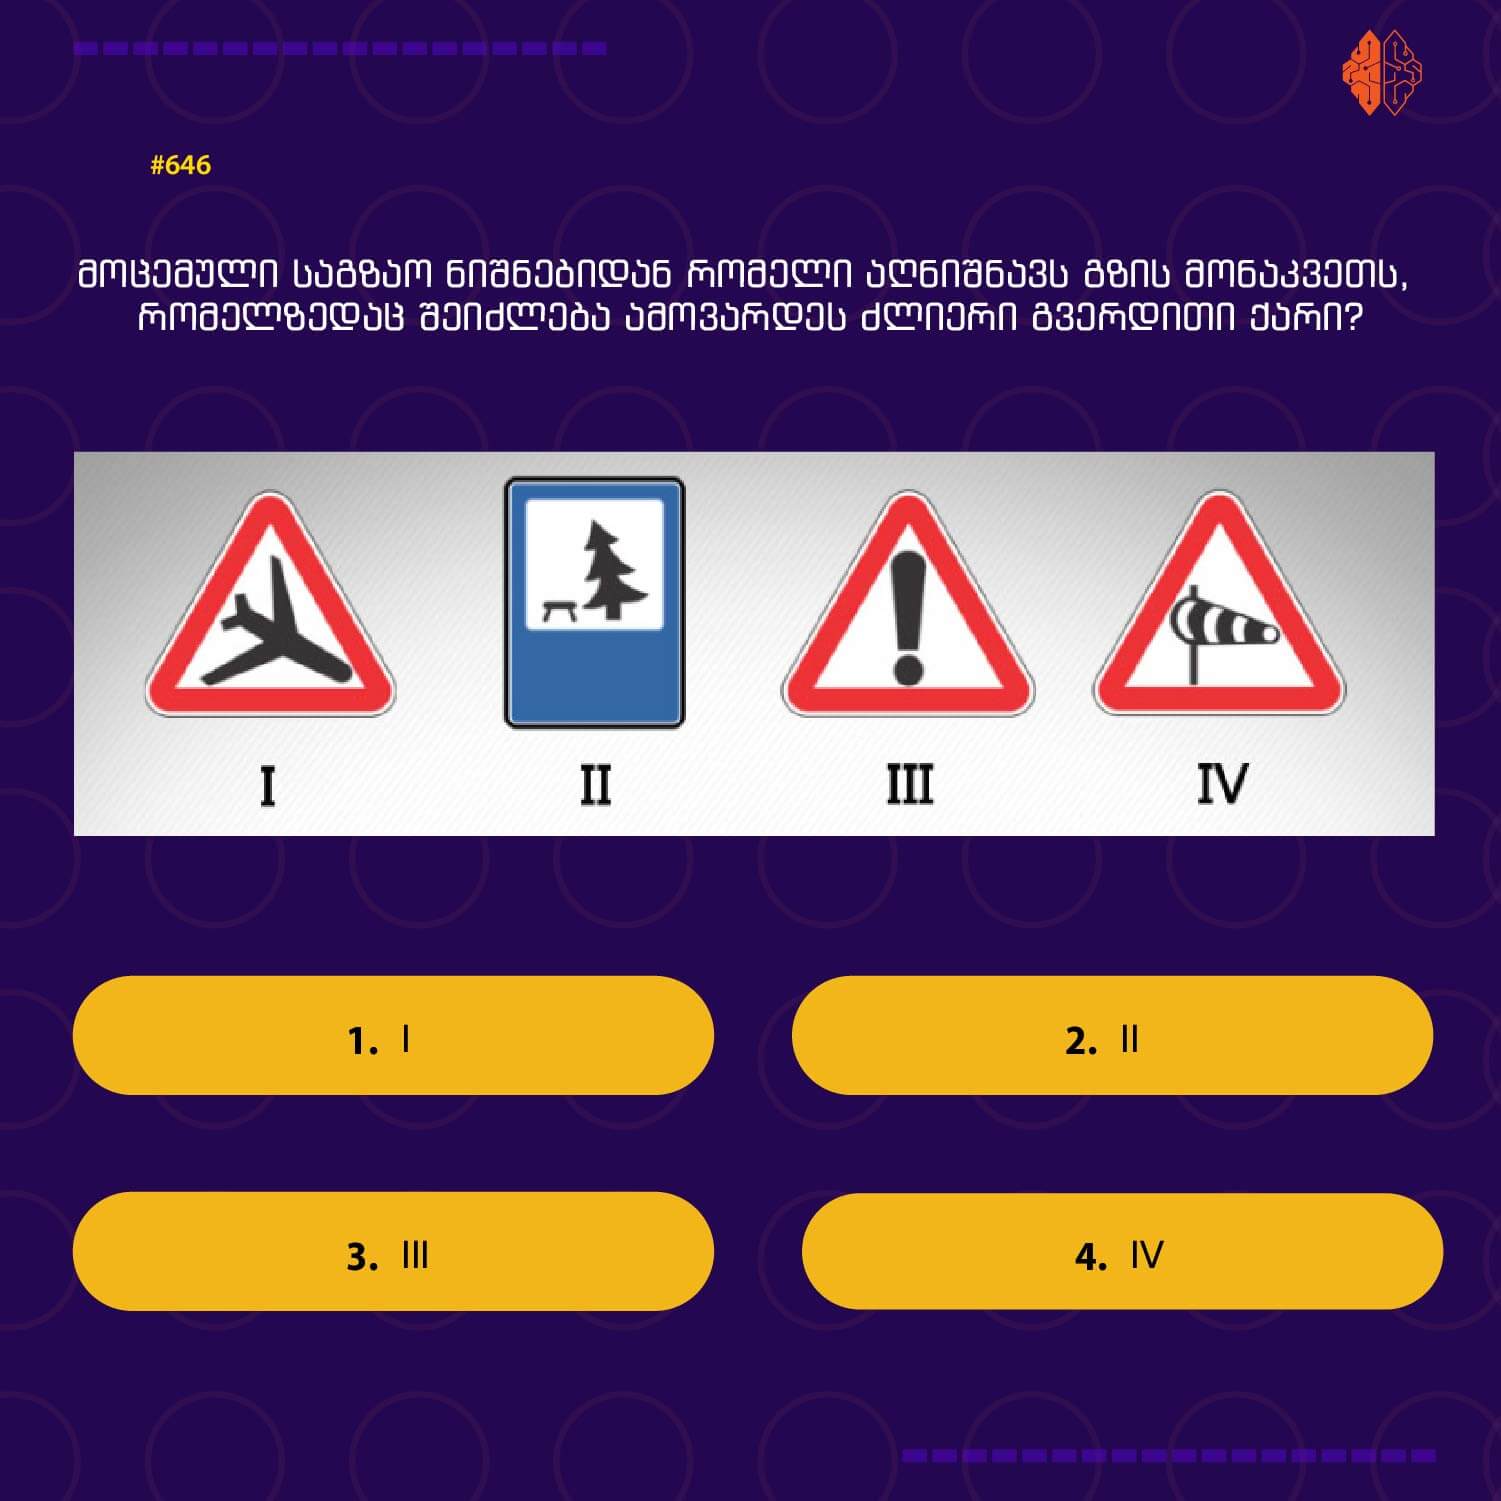 #646
მოცემული საგზაო ნიშნებიდან რომელი აღნიშნავს გზის მონაკვეთს,
რომელზედაც შეიძლება ამოვარდეს ძლიერი გვერდითი ქარი?
I II III IV
1. I
2. II
3. III
4. IV